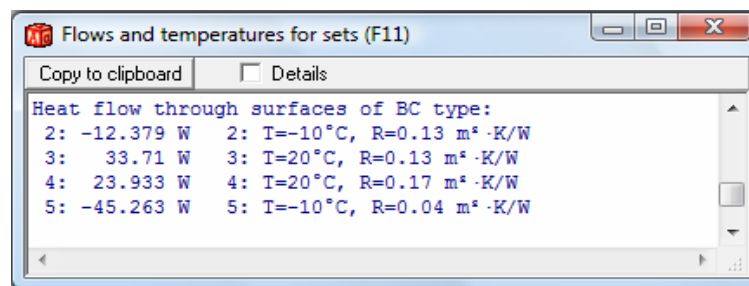 Flows and temperatures for sets (F11)
Copy to clipboard Details
Heat flow through surfaces of BC type:
2: -12.379 W 2: T=-10°C, R=0.13 m² ·K/W
3: 33.71 W 3: T=20°C, R=0.13 m² ·K/W
4: 23.933 W 4: T=20°C, R=0.17 m² ·K/W
5: -45.263 W 5: T=-10°C, R=0.04 m² ·K/W